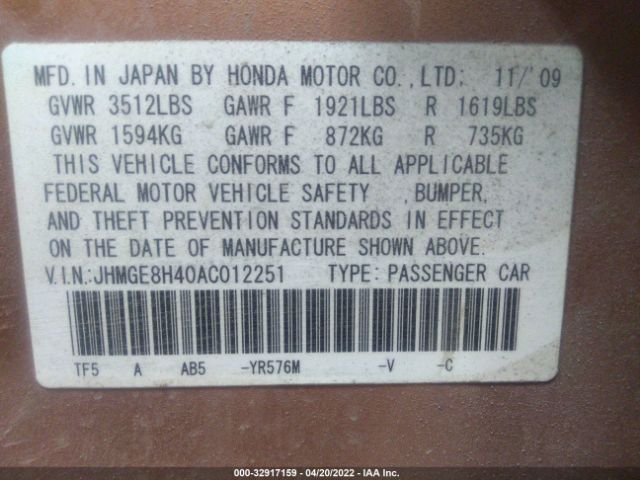 MFD. IN JAPAN BY HONDA MOTOR CO.,LTD: 11/'09
GVWR 3512LBS GAWR F 1921LBS R 1619LBS
GVWR 1594KG GAWR F 872KG R 735KG
THIS VEHICLE CONFORMS TO ALL APPLICABLE
FEDERAL MOTOR VEHICLE SAFETY ,BUMPER,
AND THEFT PREVENTION STANDARDS IN EFFECT
ON THE DATE OF MANUFACTURE SHOWN ABOVE.
V.I.N.:JHMGE8H40AC012251 TYPE: PASSENGER CAR
TF5 A AB5 -YR576M -V -C
000-32917159 - 04/20/2022 - IAA Inc.